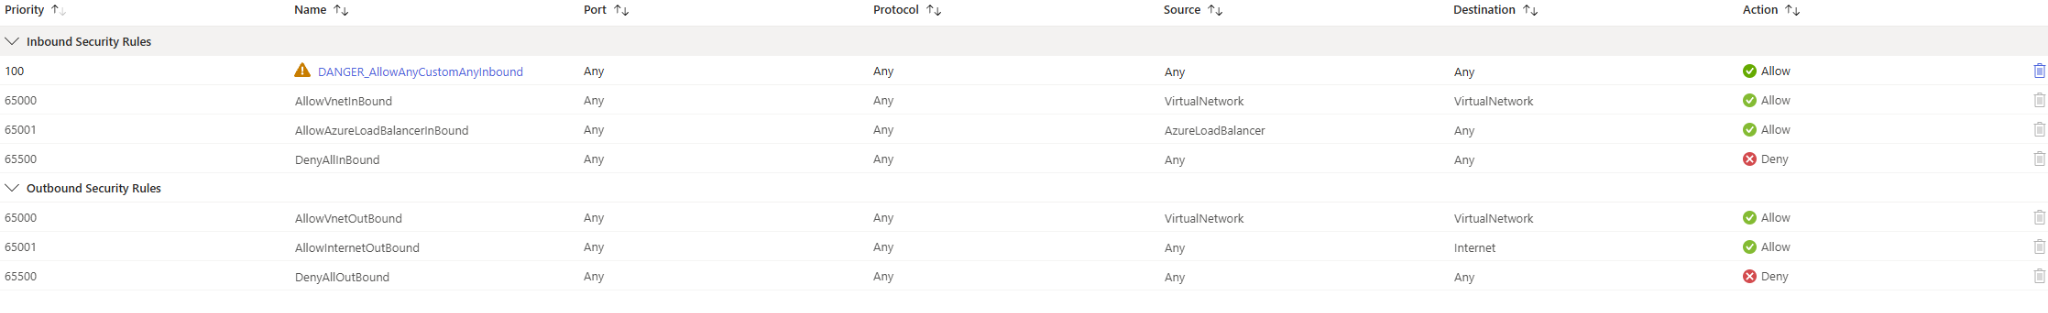 Priority Name Port Protocol Source Destination Action
Inbound Security Rules
100 DANGER_AllowAnyCustomAnyInbound Any Any Any Any Allow
65000 AllowVnetInBound Any Any VirtualNetwork VirtualNetwork Allow
65001 AllowAzureLoadBalancerInBound Any Any AzureLoadBalancer Any Allow
65500 DenyAllInBound Any Any Any Any Deny
Outbound Security Rules
65000 AllowVnetOutBound Any Any VirtualNetwork VirtualNetwork Allow
65001 AllowInternetOutBound Any Any Any Internet Allow
65500 DenyAllOutBound Any Any Any Any Deny